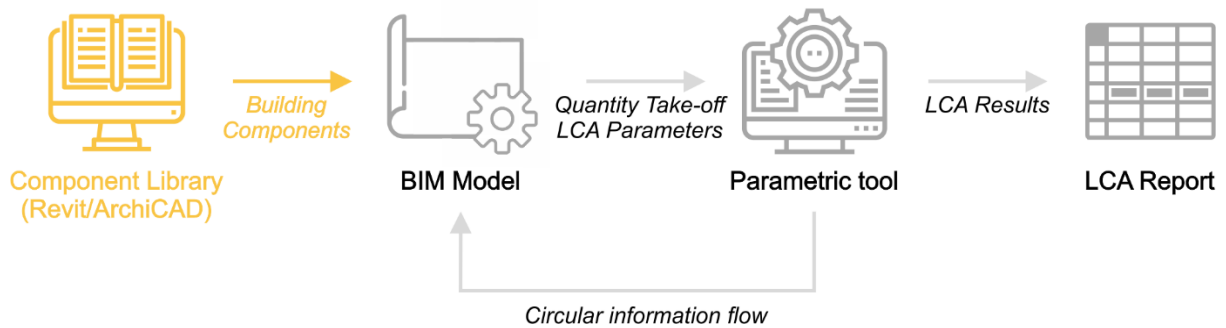 Building
Components
Quantity Take-off
LCA Parameters
LCA Results
Component Library
(Revit/ArchiCAD)
BIM Model
Parametric tool
LCA Report
Circular information flow